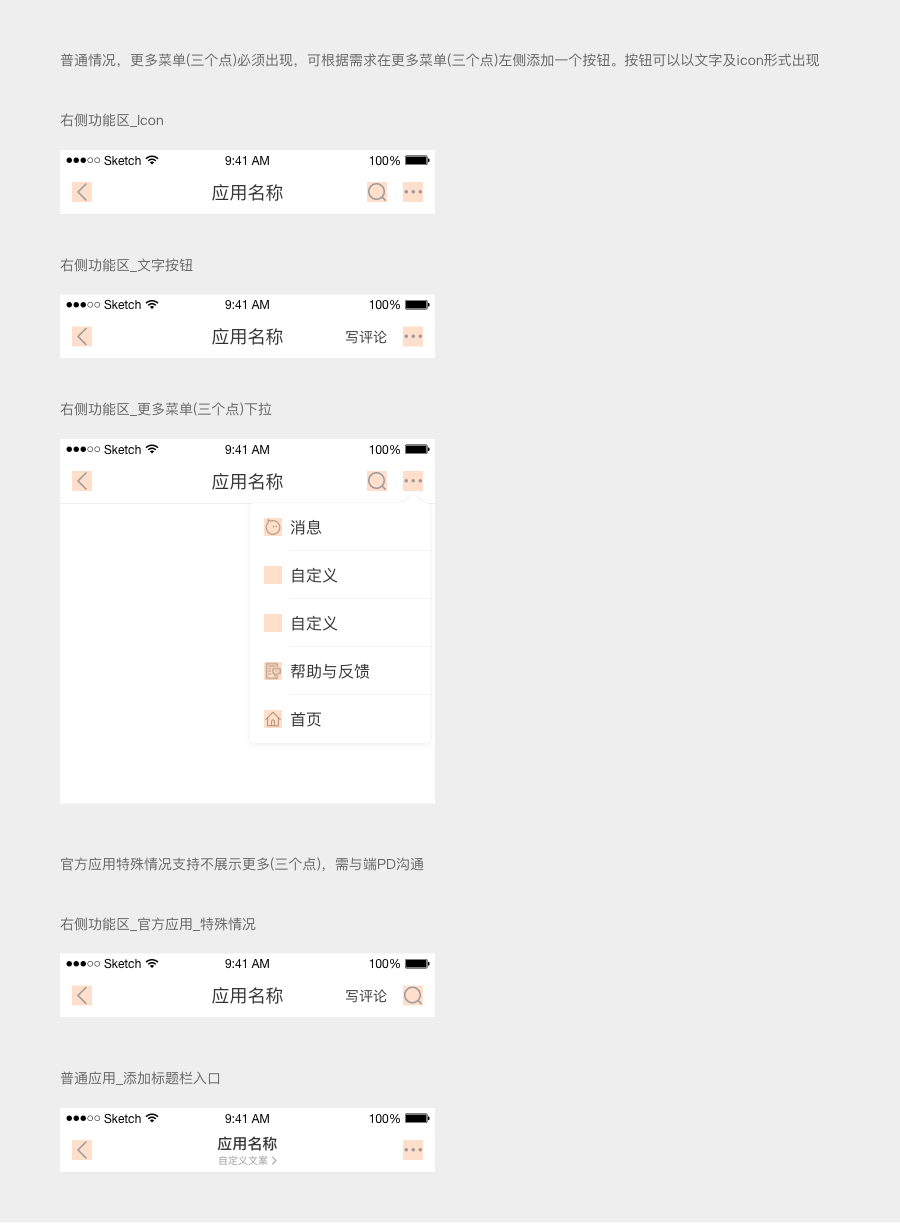 普通情况，更多菜单(三个点)必须出现，可根据需求在更多菜单(三个点)左侧添加一个按钮。按钮可以以文字及icon形式出现
右侧功能区_Icon
Sketch 9:41 AM 100%
应用名称
右侧功能区_文字按钮
Sketch 9:41 AM 100%
应用名称 写评论
右侧功能区_更多菜单(三个点)下拉
Sketch 9:41 AM 100%
应用名称
消息
自定义
自定义
帮助与反馈
首页
官方应用特殊情况支持不展示更多(三个点)，需与端PD沟通
右侧功能区_官方应用_特殊情况
Sketch 9:41 AM 100%
应用名称 写评论
普通应用_添加标题栏入口
Sketch 9:41 AM 100%
应用名称
自定义文案